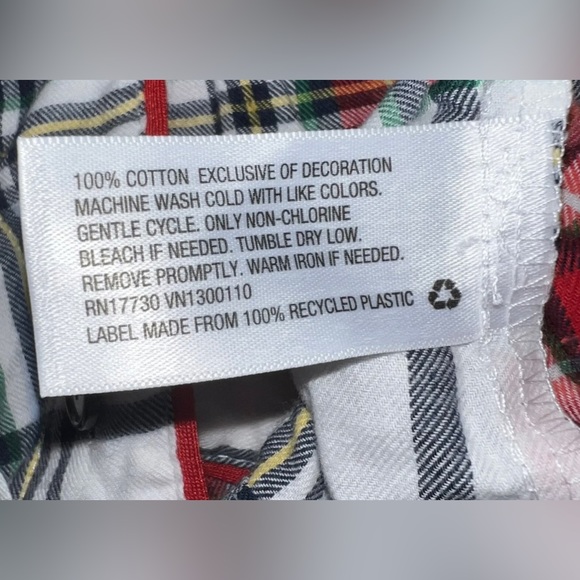 100% COTTON EXCLUSIVE OF DECORATION
MACHINE WASH COLD WITH LIKE COLORS.
GENTLE CYCLE. ONLY NON-CHLORINE
BLEACH IF NEEDED. TUMBLE DRY LOW.
REMOVE PROMPTLY. WARM IRON IF NEEDED.
RN17730 VN1300110
LABEL MADE FROM 100% RECYCLED PLASTIC